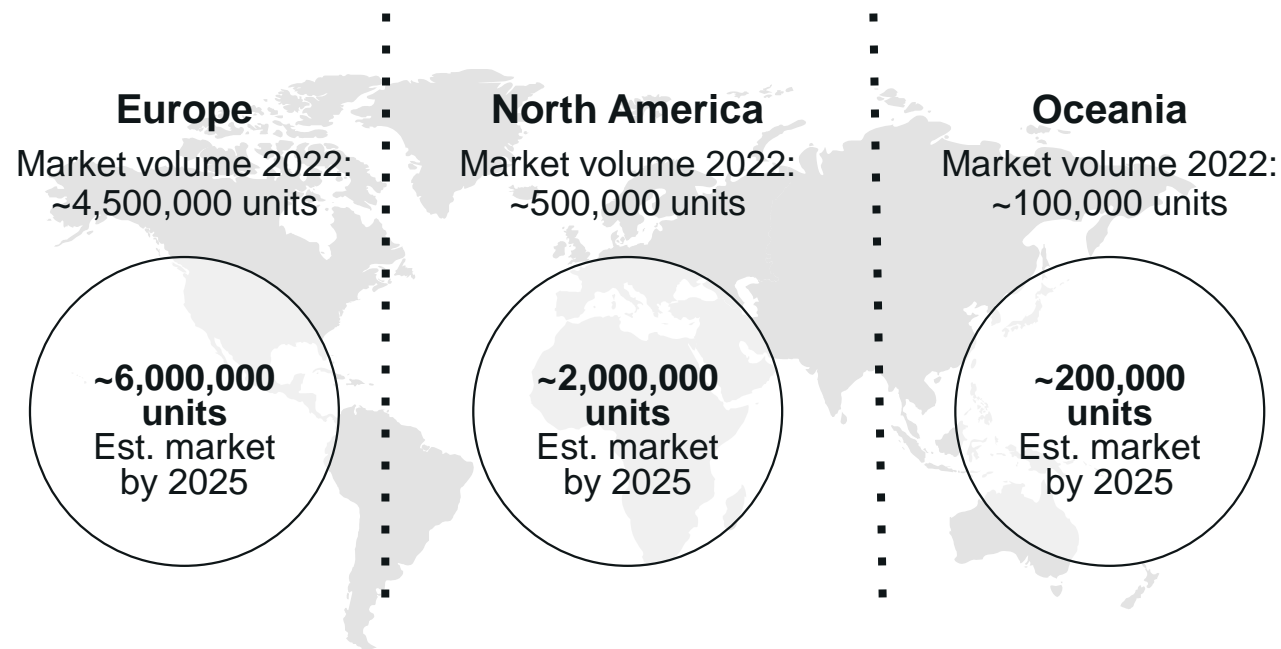 Europe
Market volume 2022:
~4,500,000 units
~6,000,000
units
Est. market
by 2025
North America
Market volume 2022:
~500,000 units
~2,000,000
units
Est. market
by 2025
Oceania
Market volume 2022:
~100,000 units
~200,000
units
Est. market
by 2025